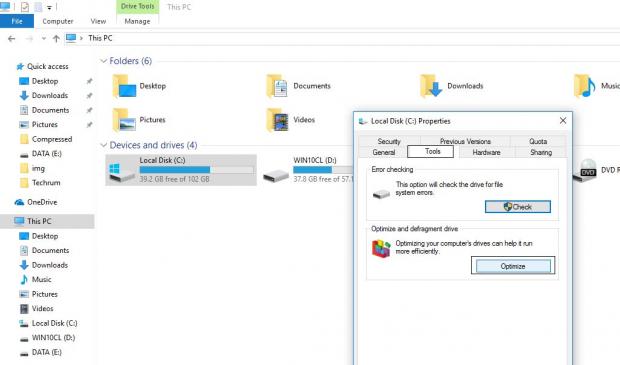 Drive Tools
This PC
File
Computer
View
Manage
This PC
Quick access
Desktop
Downloads
Documents
Pictures
Compressed
DATA (E:)
img
Techrum
OneDrive
This PC
Desktop
Documents
Downloads
Music
Pictures
Videos
Local Disk (C:)
WIN10CL (D:)
DATA (E:)
Folders (6)
Desktop
Documents
Downloads
Music
Pictures
Videos
Devices and drives (4)
Local Disk (C:)
39.2 GB free of 102 GB
WIN10CL (D:)
37.8 GB free of 57.1
DVD R
Local Disk (C:) Properties
Security
Previous Versions
Quota
General
Tools
Hardware
Sharing
Error checking
This option will check the drive for file
system errors.
Check
Optimize and defragment drive
Optimizing your computer's drives can help it run
more efficiently.
Optimize